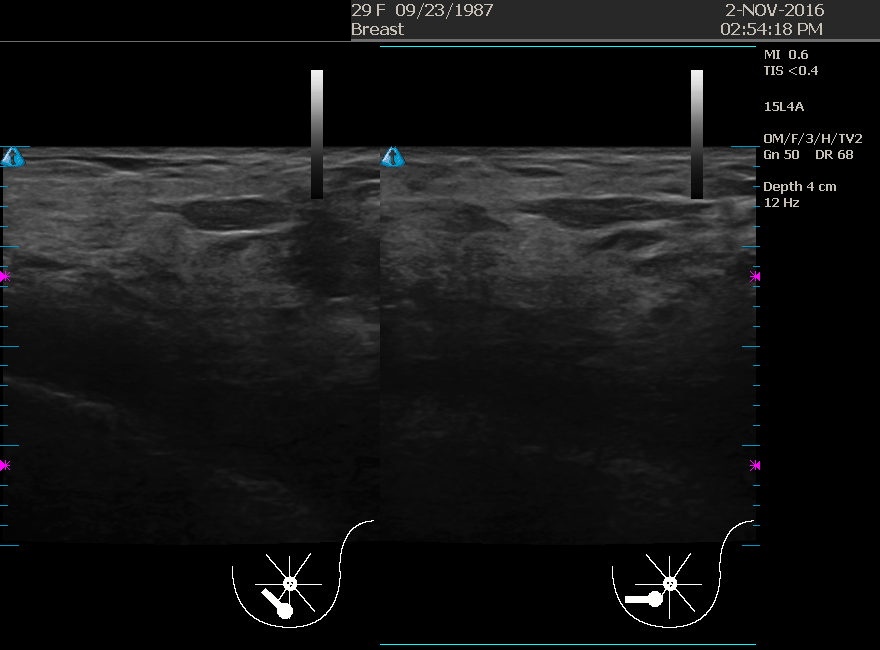 29 F 09/23/1987
2-NOV-2016
Breast
02:54:18 PM
MI 0.6
TIS <0.4
15L4A
OM/F/3/H/TV2
Gn 50 DR 68
Depth 4 cm
12 Hz